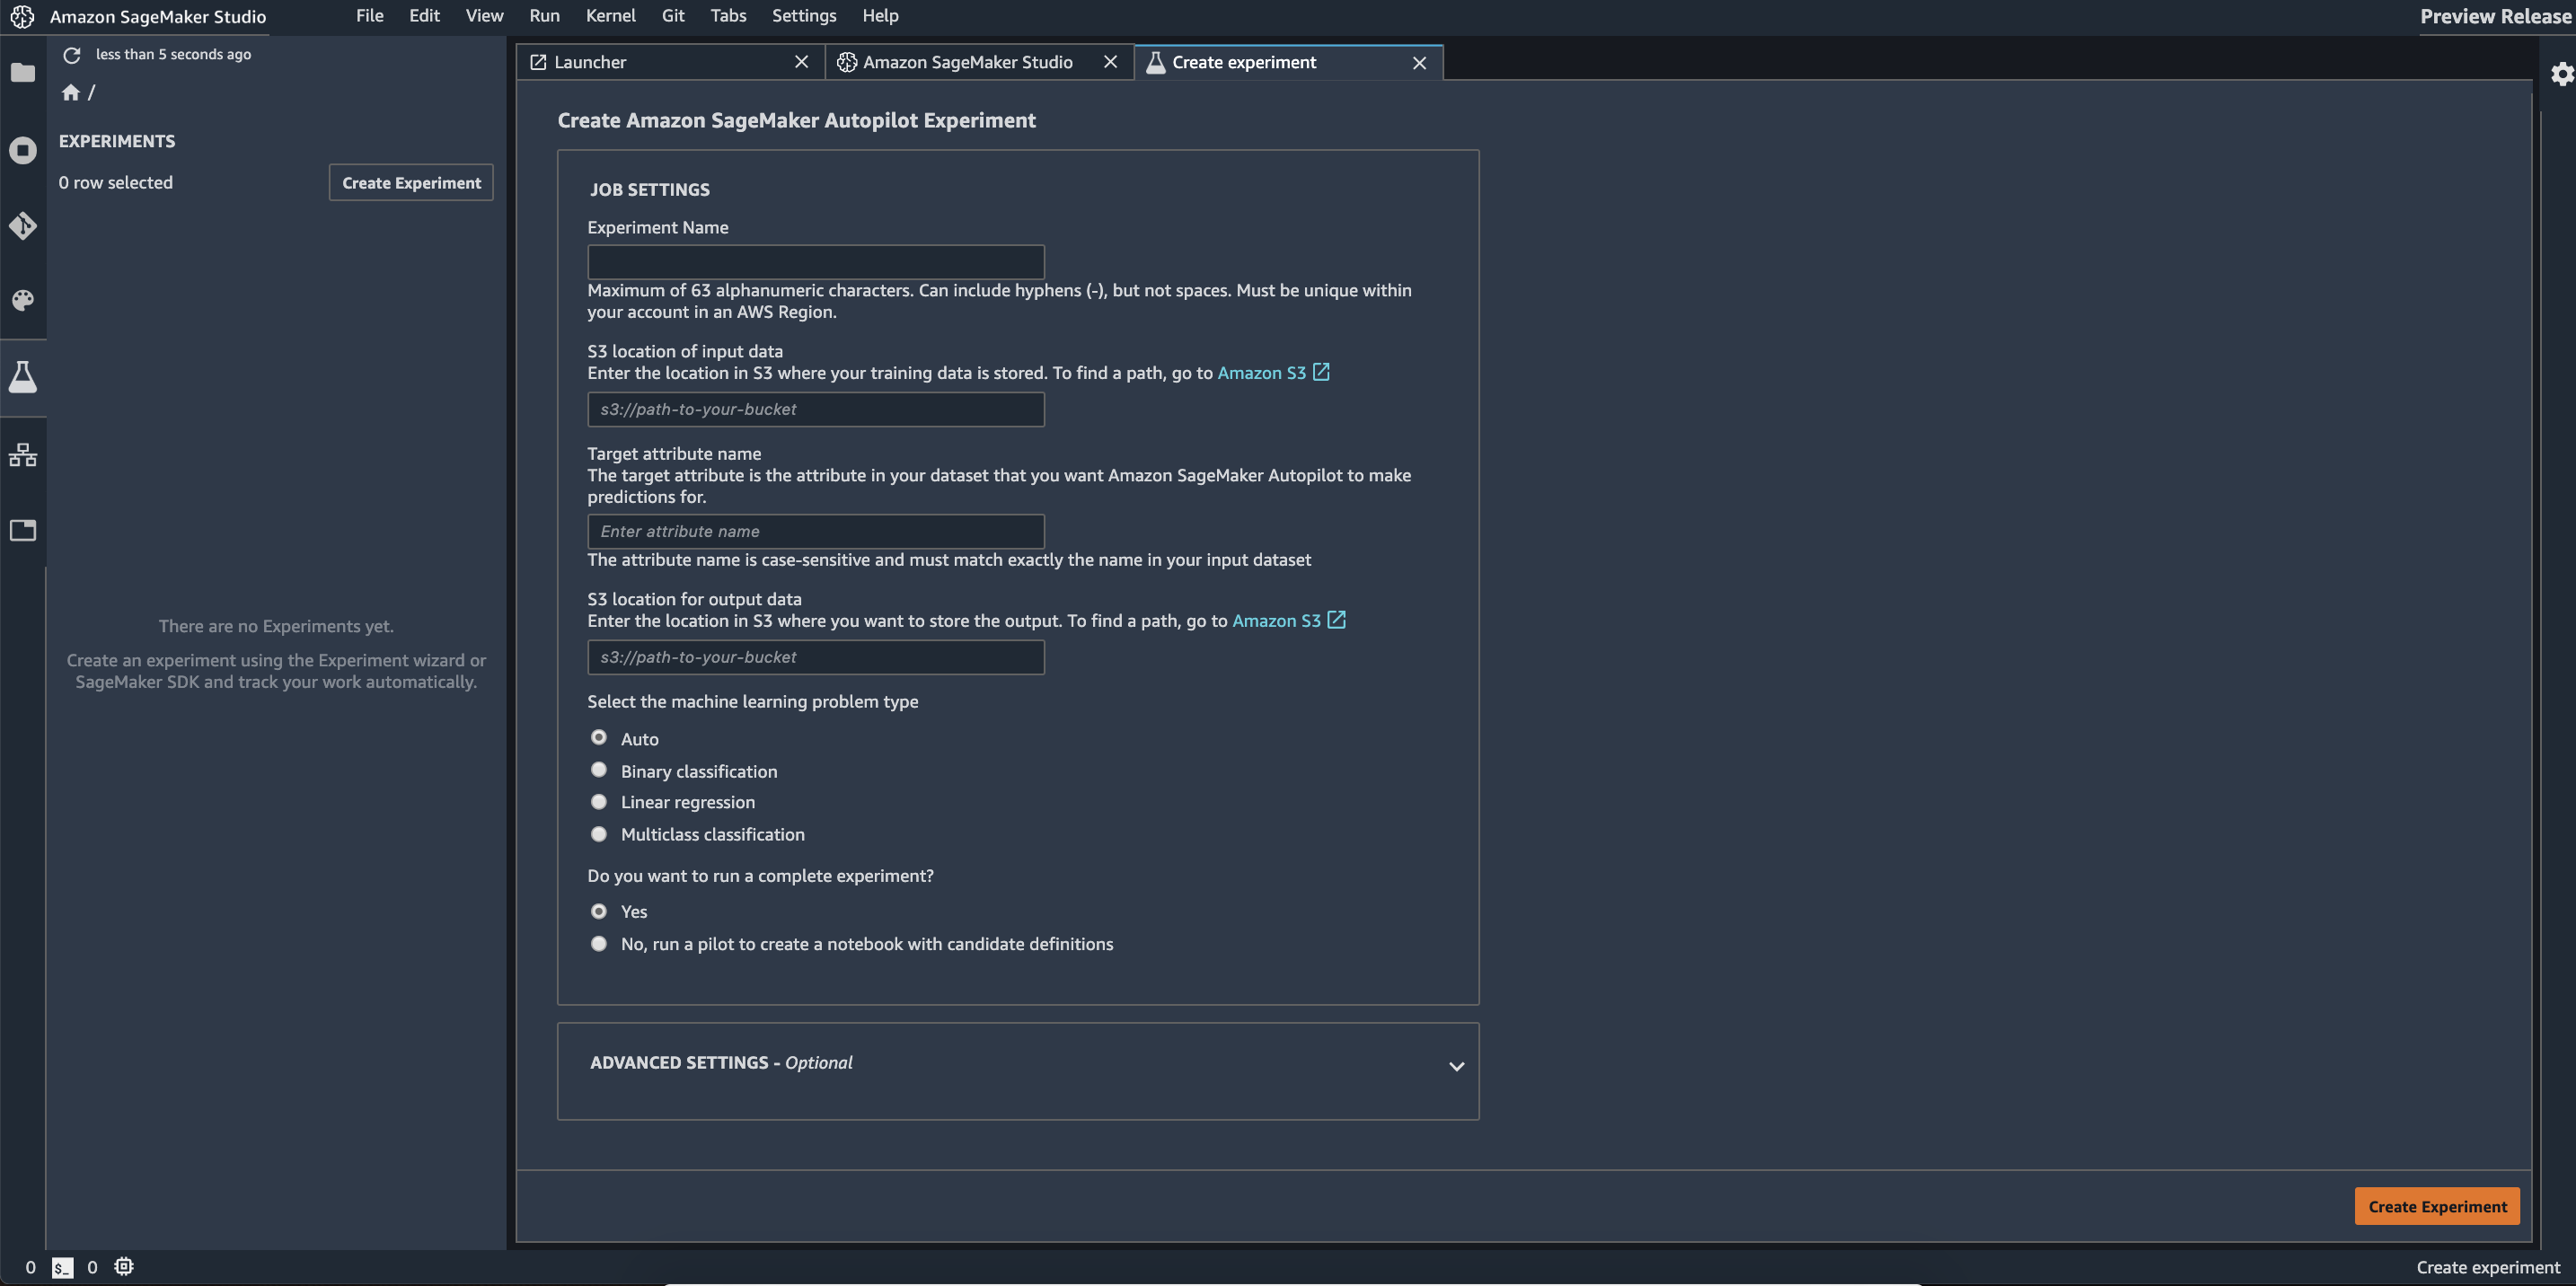 Amazon SageMaker Studio
File Edit View Run Kernel Git Tabs Settings Help
Preview Release
less than 5 seconds ago
/
EXPERIMENTS
0 row selected
Create Experiment
There are no Experiments yet.
Create an experiment using the Experiment wizard or
SageMaker SDK and track your work automatically.
Launcher
Amazon SageMaker Studio
Create experiment
Create Amazon SageMaker Autopilot Experiment
JOB SETTINGS
Experiment Name
Maximum of 63 alphanumeric characters. Can include hyphens (-), but not spaces. Must be unique within
your account in an AWS Region.
S3 location of input data
Enter the location in S3 where your training data is stored. To find a path, go to Amazon S3
s3://path-to-your-bucket
Target attribute name
The target attribute is the attribute in your dataset that you want Amazon SageMaker Autopilot to make
predictions for.
Enter attribute name
The attribute name is case-sensitive and must match exactly the name in your input dataset
S3 location for output data
Enter the location in S3 where you want to store the output. To find a path, go to Amazon S3
s3://path-to-your-bucket
Select the machine learning problem type
Auto
Binary classification
Linear regression
Multiclass classification
Do you want to run a complete experiment?
Yes
No, run a pilot to create a notebook with candidate definitions
ADVANCED SETTINGS - Optional
Create Experiment
0 $_ 0
Create experiment